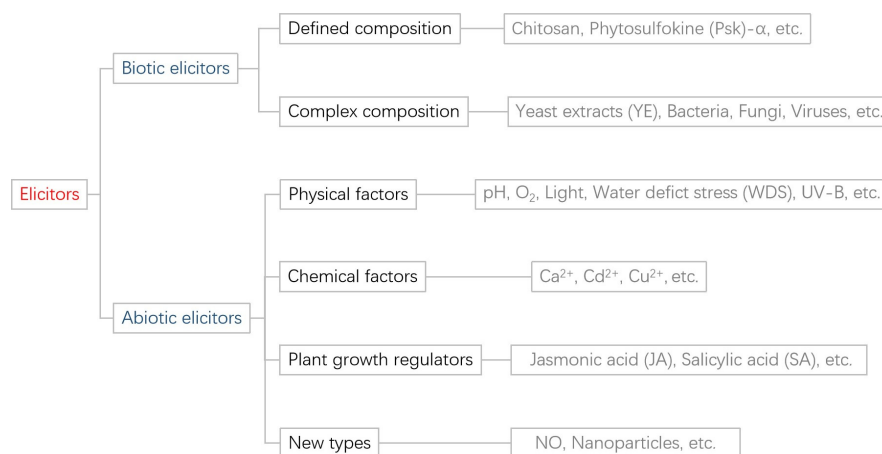 Elicitors
Biotic elicitors
Defined composition
Chitosan, Phytosulfokine (Psk)-α, etc.
Complex composition
Yeast extracts (YE), Bacteria, Fungi, Viruses, etc.
Abiotic elicitors
Physical factors
pH, O₂, Light, Water defict stress (WDS), UV-B, etc.
Chemical factors
Ca²⁺, Cd²⁺, Cu²⁺, etc.
Plant growth regulators
Jasmonic acid (JA), Salicylic acid (SA), etc.
New types
NO, Nanoparticles, etc.